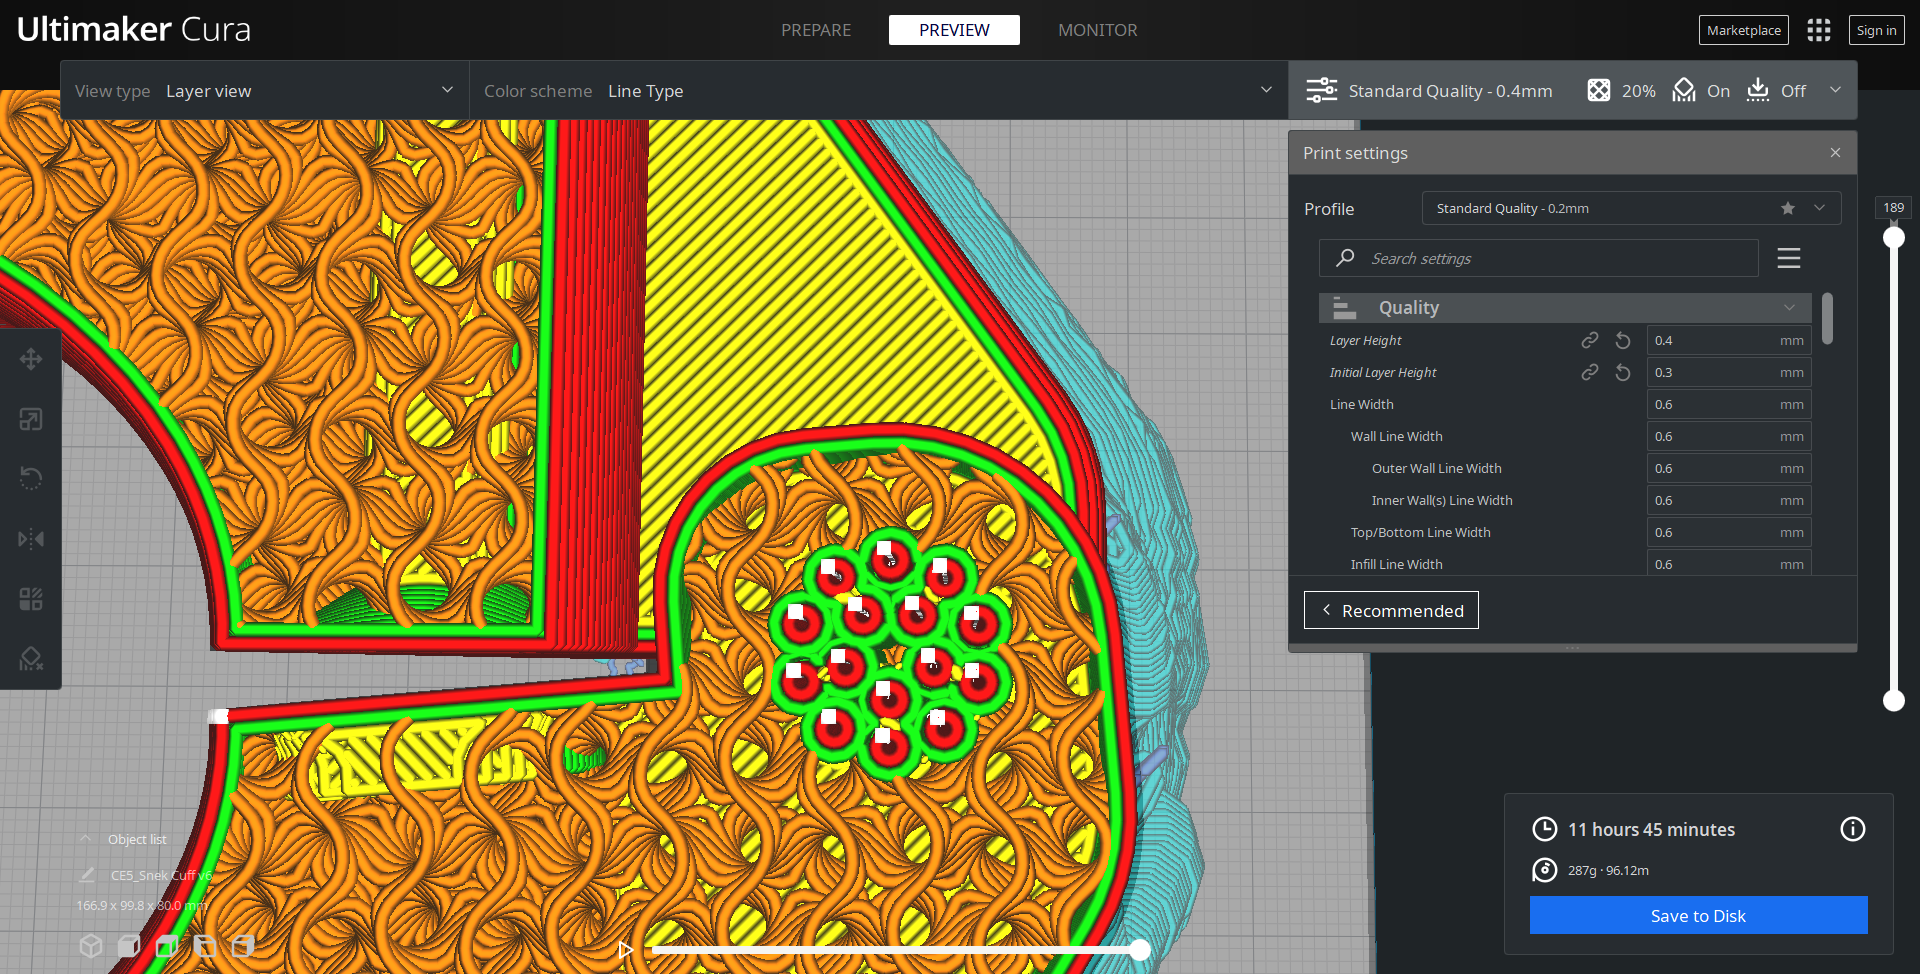 Ultimaker Cura
PREPARE
PREVIEW
MONITOR
Marketplace
Sign in
View type Layer view
Color scheme Line Type
Standard Quality - 0.4mm
20%
On
Off
Print settings
Profile
Standard Quality - 0.2mm
189
Search settings
Quality
Layer Height 0.4 mm
Initial Layer Height 0.3 mm
Line Width 0.6 mm
Wall Line Width 0.6 mm
Outer Wall Line Width 0.6 mm
Inner Wall(s) Line Width 0.6 mm
Top/Bottom Line Width 0.6 mm
Infill Line Width 0.6 mm
Recommended
Object list
CE5_Snek Cuff v6
166.9 x 99.8 x 80.0 mm
11 hours 45 minutes
287g · 96.12m
Save to Disk